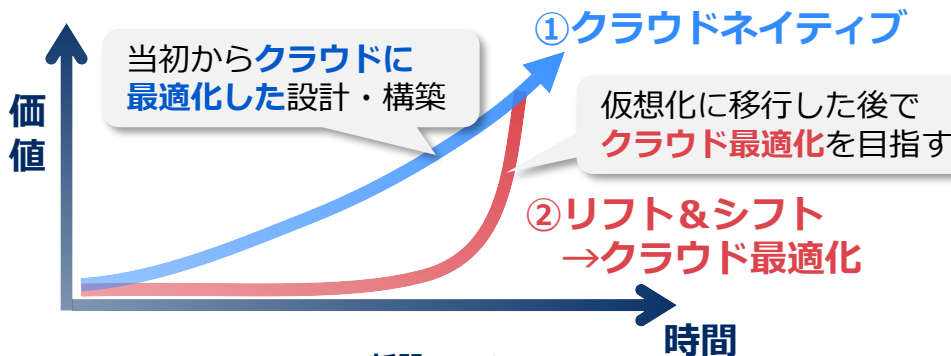 ①クラウドネイティブ
当初からクラウドに
最適化した設計・構築
価
値
仮想化に移行した後で
クラウド最適化を目指す
②リフト＆シフト
→クラウド最適化
時間